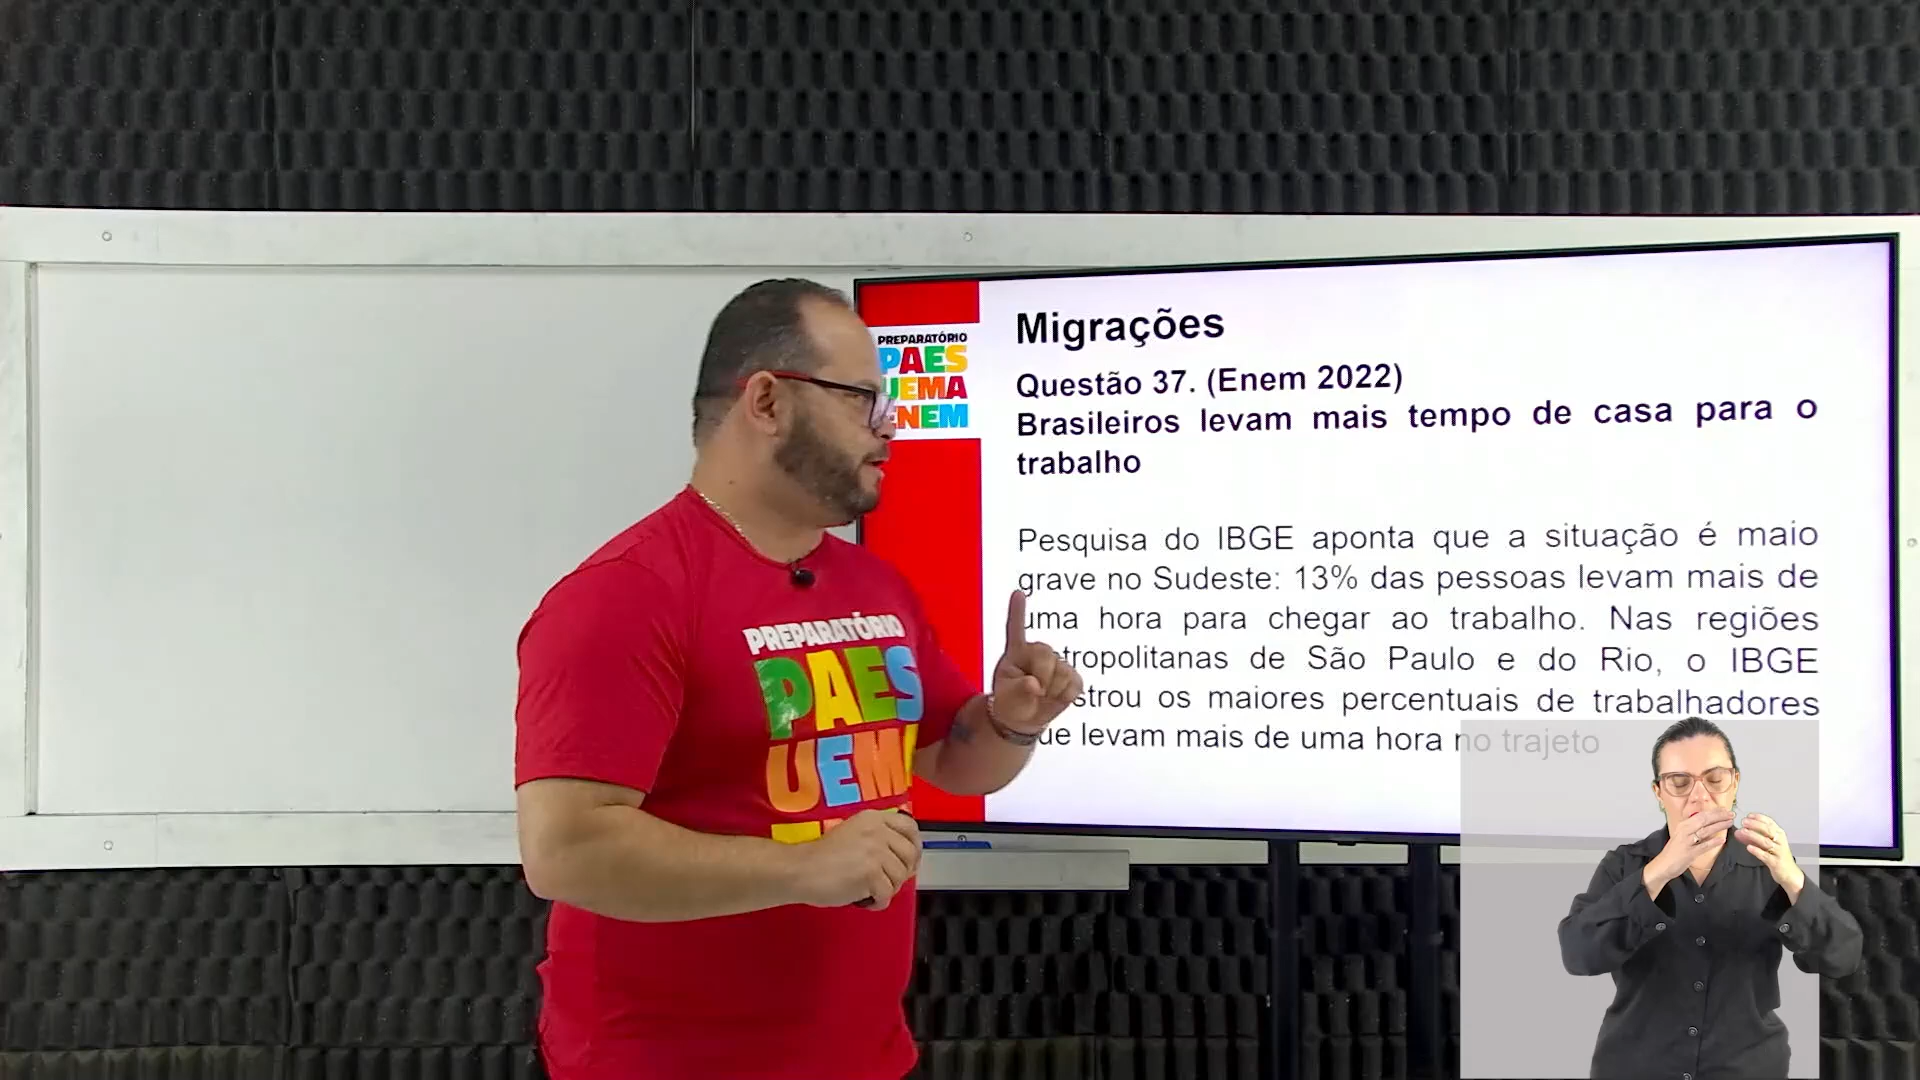 Migrações
PREPARATÓRIO
PAES
UEMA
ENEM
Questão 37. (Enem 2022)
Brasileiros levam mais tempo de casa para o
trabalho
Pesquisa do IBGE aponta que a situação é maio
grave no Sudeste: 13% das pessoas levam mais de
uma hora para chegar ao trabalho. Nas regiões
tropolitanas de São Paulo e do Rio, o IBGE
strou os maiores percentuais de trabalhadores
ue levam mais de uma hora no trajeto
PREPARATÓRIO
PAES
UEMA